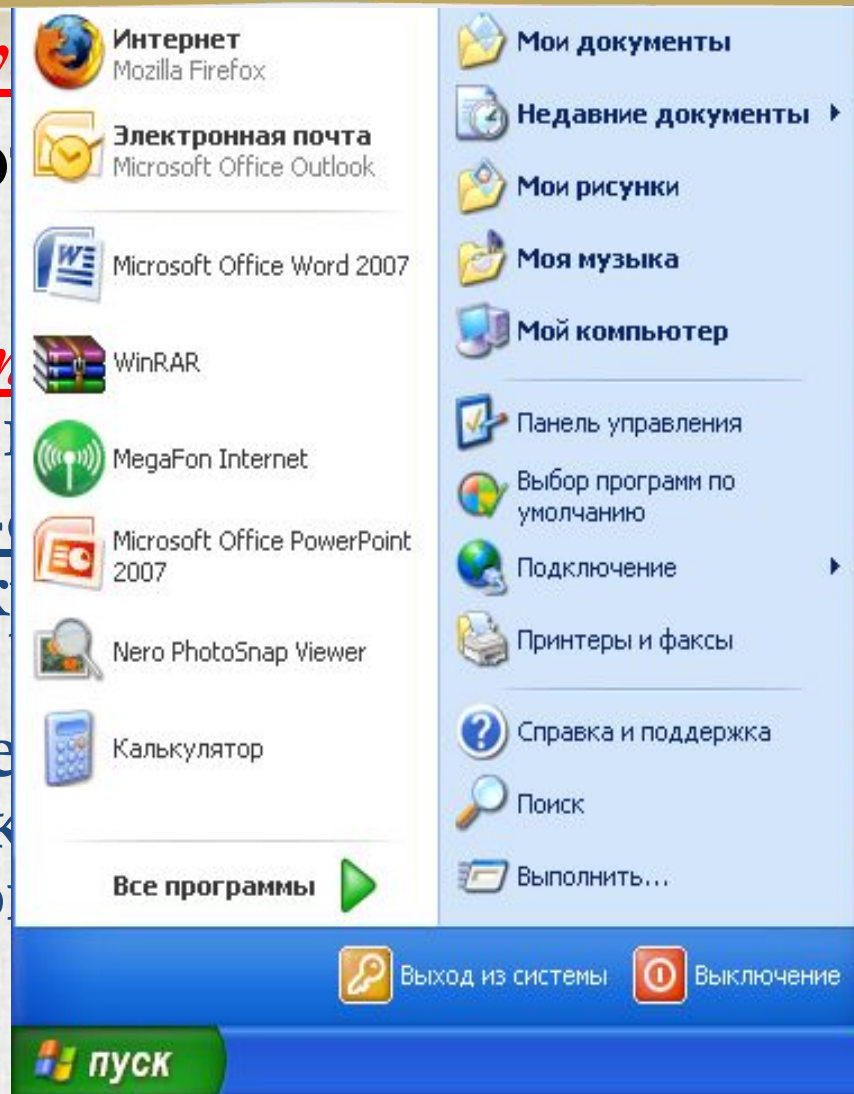 Интернет
Mozilla Firefox
Электронная почта
Microsoft Office Outlook
Microsoft Office Word 2007
WinRAR
MegaFon Internet
Microsoft Office PowerPoint
2007
Nero PhotoSnap Viewer
Калькулятор
Все программы
Мои документы
Недавние документы
Мои рисунки
Моя музыка
Мой компьютер
Панель управления
Выбор программ по
умолчанию
Подключение
Принтеры и факсы
Справка и поддержка
Поиск
Выполнить...
Выход из системы
Выключение
пуск